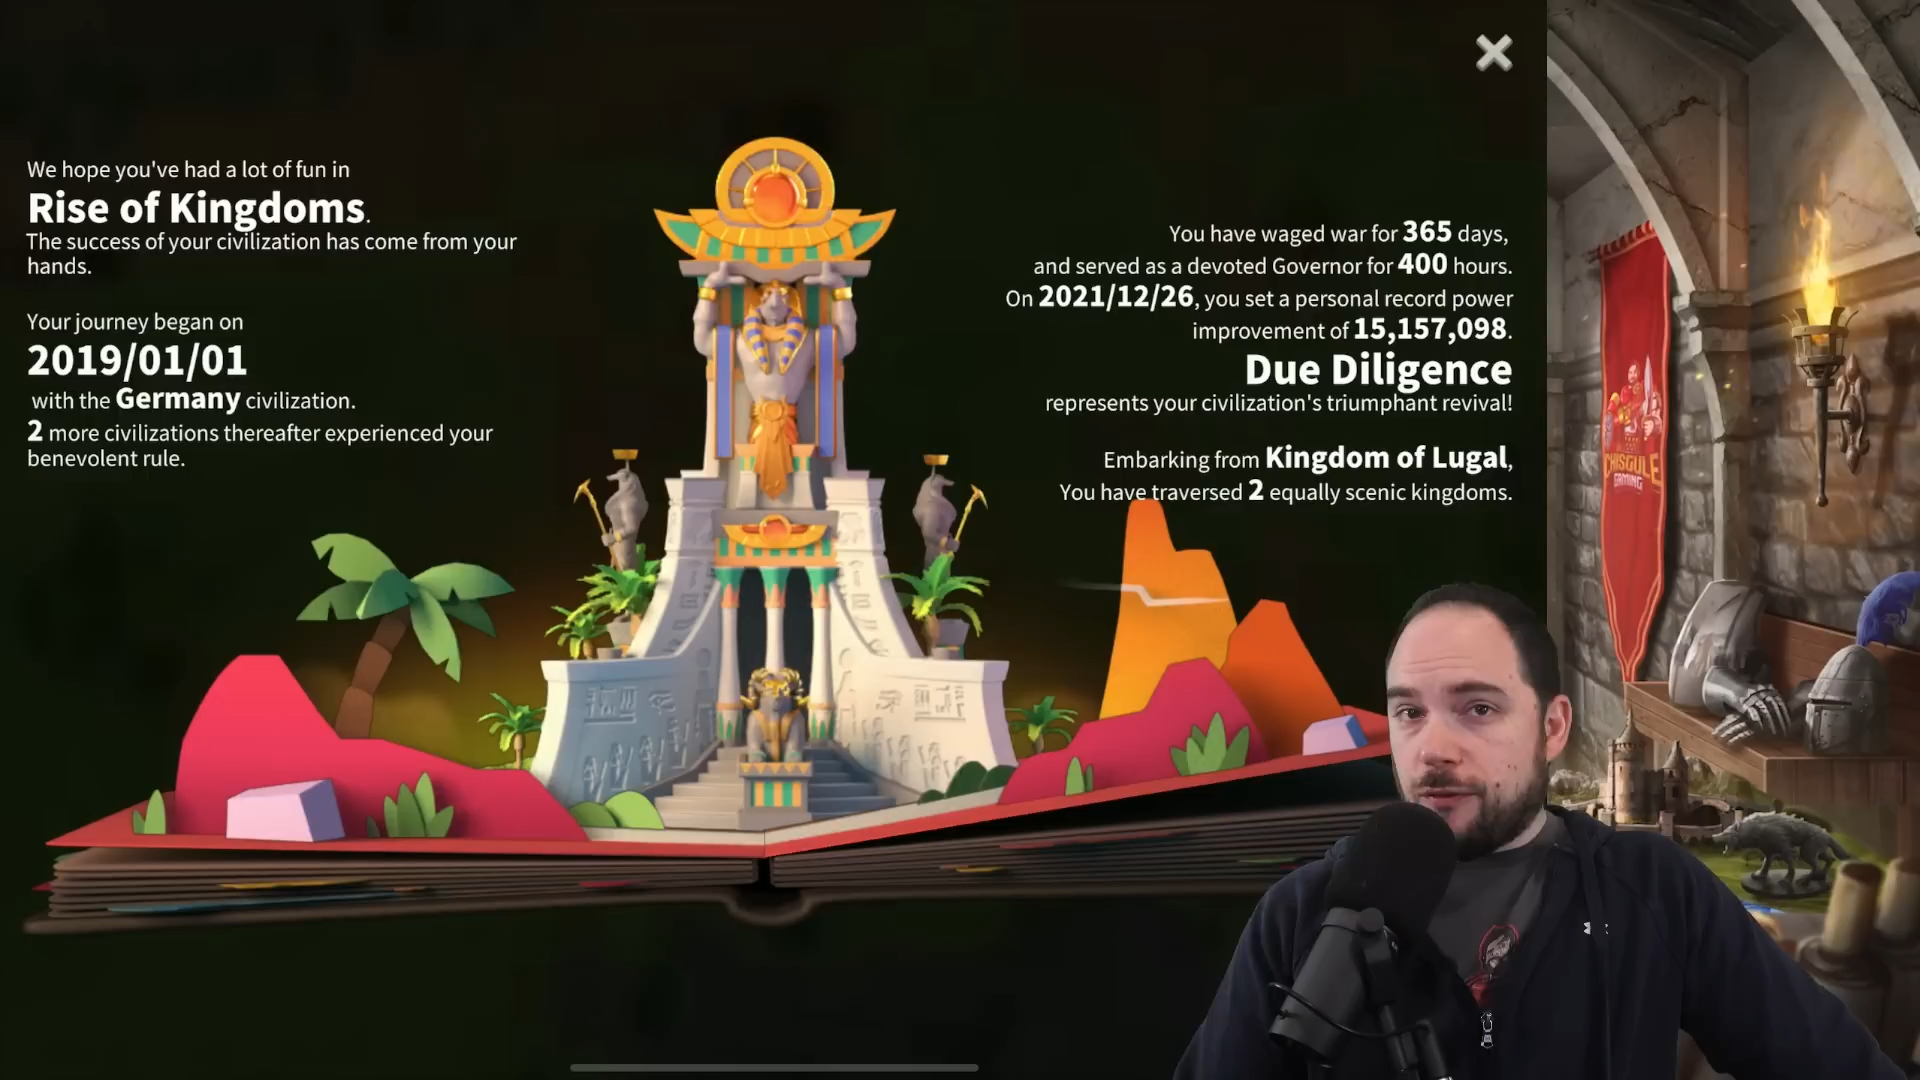 We hope you've had a lot of fun in
Rise of Kingdoms.
The success of your civilization has come from your
hands.
Your journey began on
2019/01/01
with the Germany civilization.
2 more civilizations thereafter experienced your
benevolent rule.
You have waged war for 365 days,
and served as a devoted Governor for 400 hours.
On 2021/12/26, you set a personal record power
improvement of 15,157,098.
Due Diligence
represents your civilization's triumphant revival!
Embarking from Kingdom of Lugal,
You have traversed 2 equally scenic kingdoms.
CHISGULE
GAMING